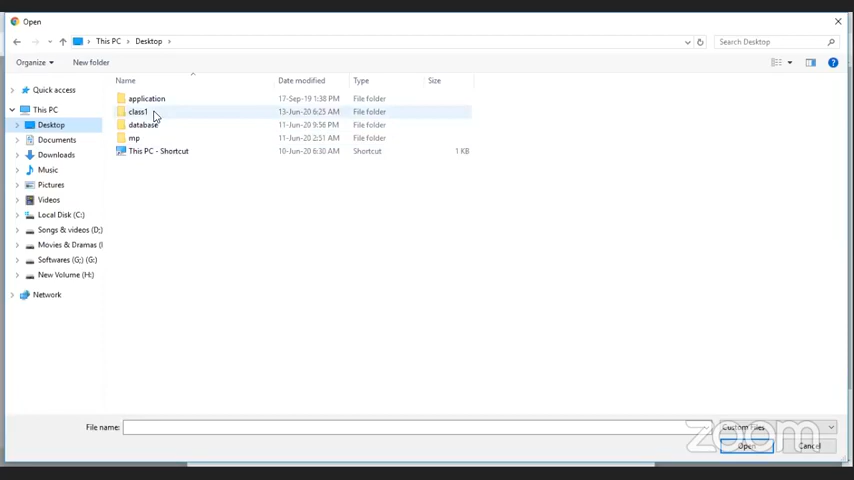 Open
This PC Desktop Search Desktop
Organize New folder
Name Date modified Type Size
Quick access
This PC
Desktop
Documents
Downloads
Music
Pictures
Videos
Local Disk (C:)
Songs & videos (D:)
Movies & Dramas (
Softwares (G:) (G:)
New Volume (H:)
Network
application 17-Sep-19 1:38 PM File folder
class1 13-Jun-20 6:25 AM File folder
database 11-Jun-20 9:56 PM File folder
mp 11-Jun-20 2:51 AM File folder
This PC - Shortcut 10-Jun-20 6:30 AM Shortcut 1 KB
File name: Custom Files
Open Cancel
zoom